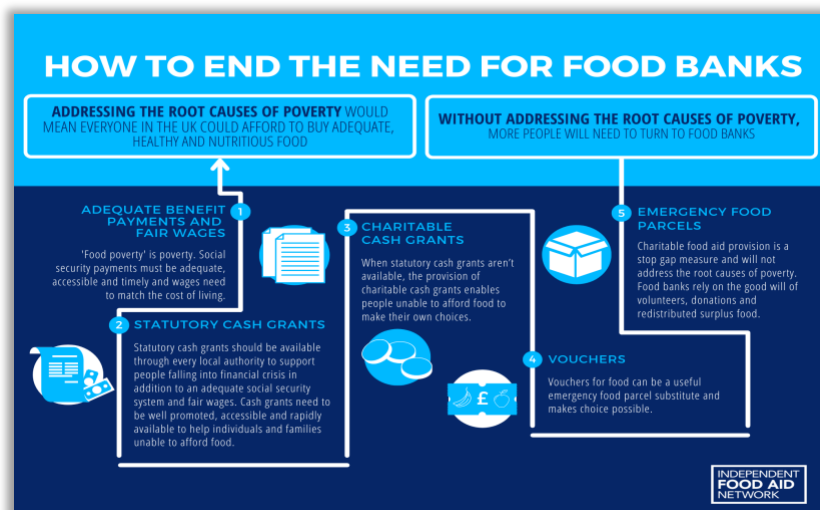 HOW TO END THE NEED FOR FOOD BANKS
ADDRESSING THE ROOT CAUSES OF POVERTY WOULD
MEAN EVERYONE IN THE UK COULD AFFORD TO BUY ADEQUATE,
HEALTHY AND NUTRITIOUS FOOD
WITHOUT ADDRESSING THE ROOT CAUSES OF POVERTY,
MORE PEOPLE WILL NEED TO TURN TO FOOD BANKS
1
ADEQUATE BENEFIT
PAYMENTS AND
FAIR WAGES
'Food poverty' is poverty. Social
security payments must be adequate,
accessible and timely and wages need
to match the cost of living.
2 STATUTORY CASH GRANTS
Statutory cash grants should be available
through every local authority to support
people falling into financial crisis in
addition to an adequate social security
system and fair wages. Cash grants need to
be well promoted, accessible and rapidly
available to help individuals and families
unable to afford food.
3 CHARITABLE
CASH GRANTS
When statutory cash grants aren't
available, the provision of
charitable cash grants enables
people unable to afford food to
make their own choices.
4 VOUCHERS
Vouchers for food can be a useful
emergency food parcel substitute and
makes choice possible.
£
5 EMERGENCY FOOD
PARCELS
Charitable food aid provision is a
stop gap measure and will not
address the root causes of poverty.
Food banks rely on the good will of
volunteers, donations and
redistributed surplus food.
INDEPENDENT
FOOD AID
NETWORK